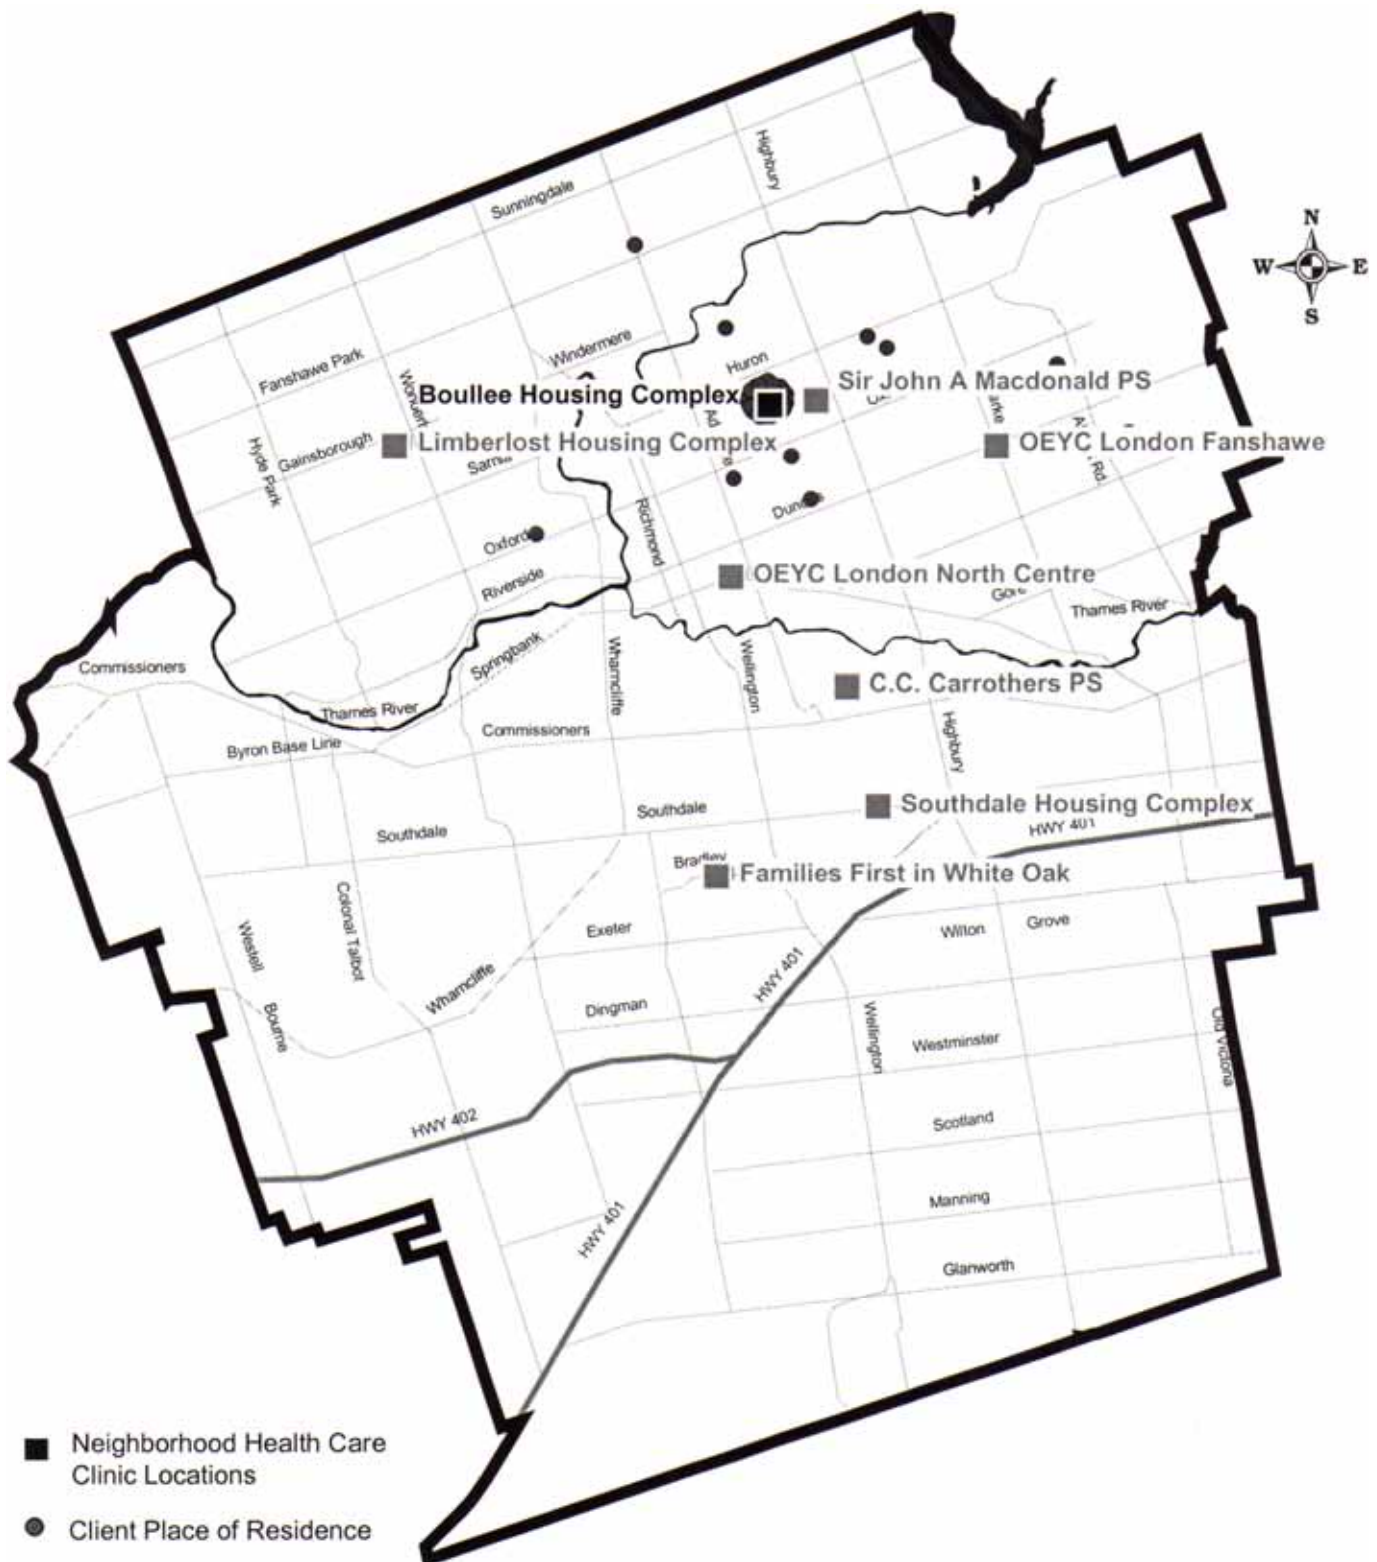 Highbury
Sunningdale
N
W E
S
Windermere
Fanshawe Park
Huron
Sir John A Macdonald PS
Boullee Housing Complex
Gainsborough
Limberlost Housing Complex
OEYC London Fanshawe
Hyde Park
Rd.
Richmond
Oxford
Riverside
OEYC London North Centre
Thames River
Springbank
Wharncliffe
Wellington
Commissioners
C.C. Carrothers PS
Thames River
Byron Base Line
Commissioners
Highbury
Southdale
Southdale
Southdale Housing Complex
HWY 401
Bradley
Families First in White Oak
Colonal Talbot
Westell
Bourne
Exeter
Wilton Grove
Wharncliffe
HWY 401
Dingman
Wellington
Westminster
Old Victoria
HWY 402
Scotland
Manning
HWY 401
Glanworth
Neighborhood Health Care
Clinic Locations
Client Place of Residence